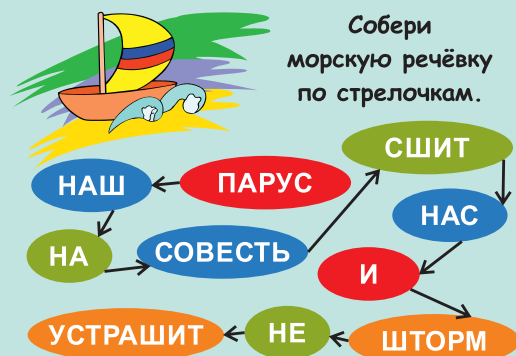 Собери
морскую речёвку
по стрелочкам.
СШИТ
НАШ ПАРУС
НАС
НА СОВЕСТЬ
И
УСТРАШИТ НЕ ШТОРМ